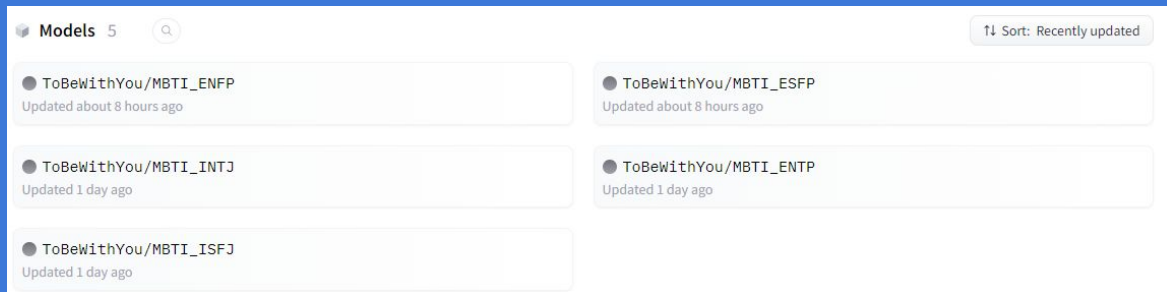 Models 5
Sort: Recently updated
ToBeWithYou/MBTI_ENFP
Updated about 8 hours ago
ToBeWithYou/MBTI_ESFP
Updated about 8 hours ago
ToBeWithYou/MBTI_INTJ
Updated 1 day ago
ToBeWithYou/MBTI_ENTP
Updated 1 day ago
ToBeWithYou/MBTI_ISFJ
Updated 1 day ago